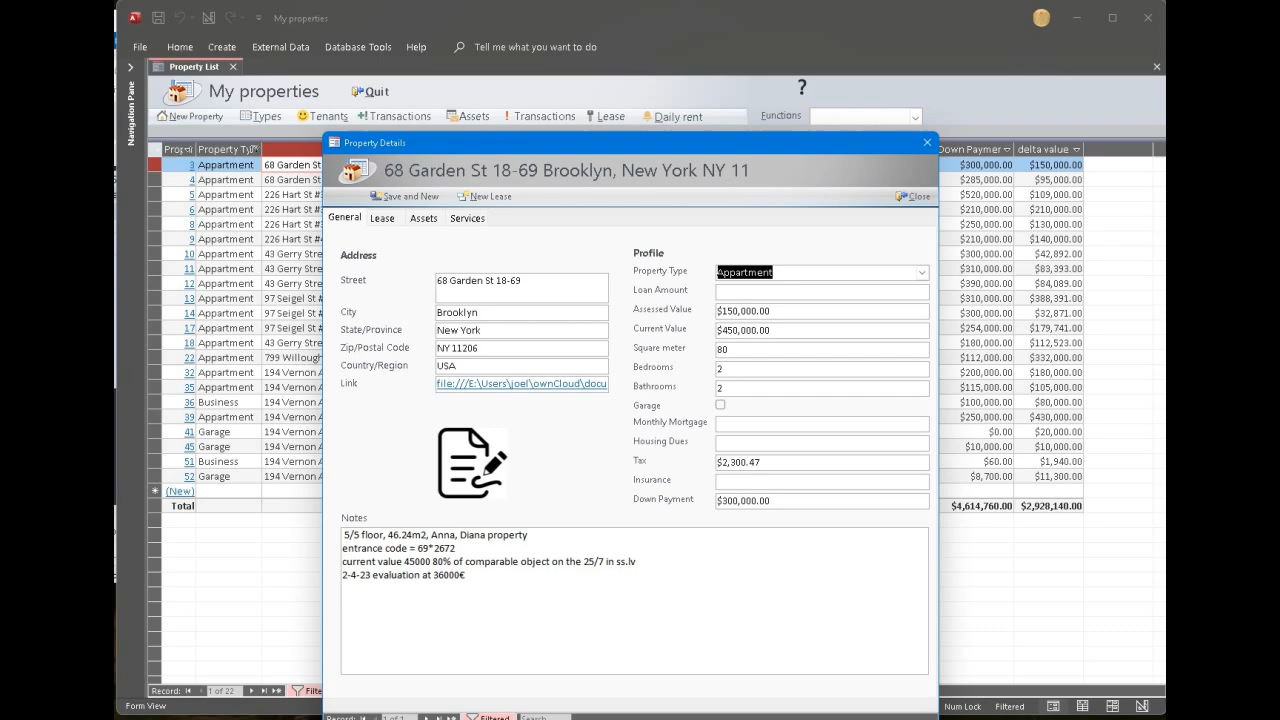 My properties
File Home Create External Data Database Tools Help Tell me what you want to do
Property List
Navigation Pane
My properties Quit ?
New Property Types Tenants Transactions Assets Transactions Lease Daily rent Functions
Property Details
68 Garden St 18-69 Brooklyn, New York NY 11
Save and New New Lease Close
General Lease Assets Services
Address
Street 68 Garden St 18-69
City Brooklyn
State/Province New York
Zip/Postal Code NY 11206
Country/Region USA
Link file:///E:\Users\joel\ownCloud\docu
Profile
Property Type Appartment
Loan Amount
Assessed Value $150,000.00
Current Value $450,000.00
Square meter 80
Bedrooms 2
Bathrooms 2
Garage
Monthly Mortgage
Housing Dues
Tax $2,300.47
Insurance
Down Payment $300,000.00
Notes
5/5 floor, 46.24m2, Anna, Diana property
entrance code = 69*2672
current value 45000 80% of comparable object on the 25/7 in ss.lv
2-4-23 evaluation at 36000€
Property Ty Down Paymer delta value
3 Appartment 68 Garden St $300,000.00 $150,000.00
4 Appartment 68 Garden St $285,000.00 $95,000.00
5 Appartment 226 Hart St # $520,000.00 $109,000.00
6 Appartment 226 Hart St # $210,000.00 $210,000.00
8 Appartment 226 Hart St # $250,000.00 $130,000.00
9 Appartment 226 Hart St # $210,000.00 $140,000.00
10 Appartment 43 Gerry Stre $300,000.00 $42,892.00
11 Appartment 43 Gerry Stre $210,000.00 $83,393.00
12 Appartment 43 Gerry Stre $390,000.00 $84,089.00
13 Appartment 97 Seigel St # $310,000.00 $388,391.00
14 Appartment 97 Seigel St # $300,000.00 $32,871.00
17 Appartment 97 Seigel St # $254,000.00 $179,741.00
18 Appartment 43 Gerry Stre $180,000.00 $112,523.00
22 Appartment 799 Willoug $112,000.00 $332,000.00
32 Appartment 194 Vernon A $200,000.00 $180,000.00
35 Appartment 194 Vernon A $115,000.00 $105,000.00
36 Business 194 Vernon A $100,000.00 $80,000.00
39 Appartment 194 Vernon A $250,000.00 $430,000.00
41 Garage 194 Vernon A $0.00 $20,000.00
45 Garage 194 Vernon A $10,000.00 $10,000.00
51 Business 194 Vernon A $60.00 $1,940.00
52 Garage 194 Vernon A $8,700.00 $11,300.00
(New)
Total $4,614,760.00 $2,928,140.00
Record: 1 of 22 Filte
Record: 1 of 1 Filtered Search
Form View Num Lock Filtered